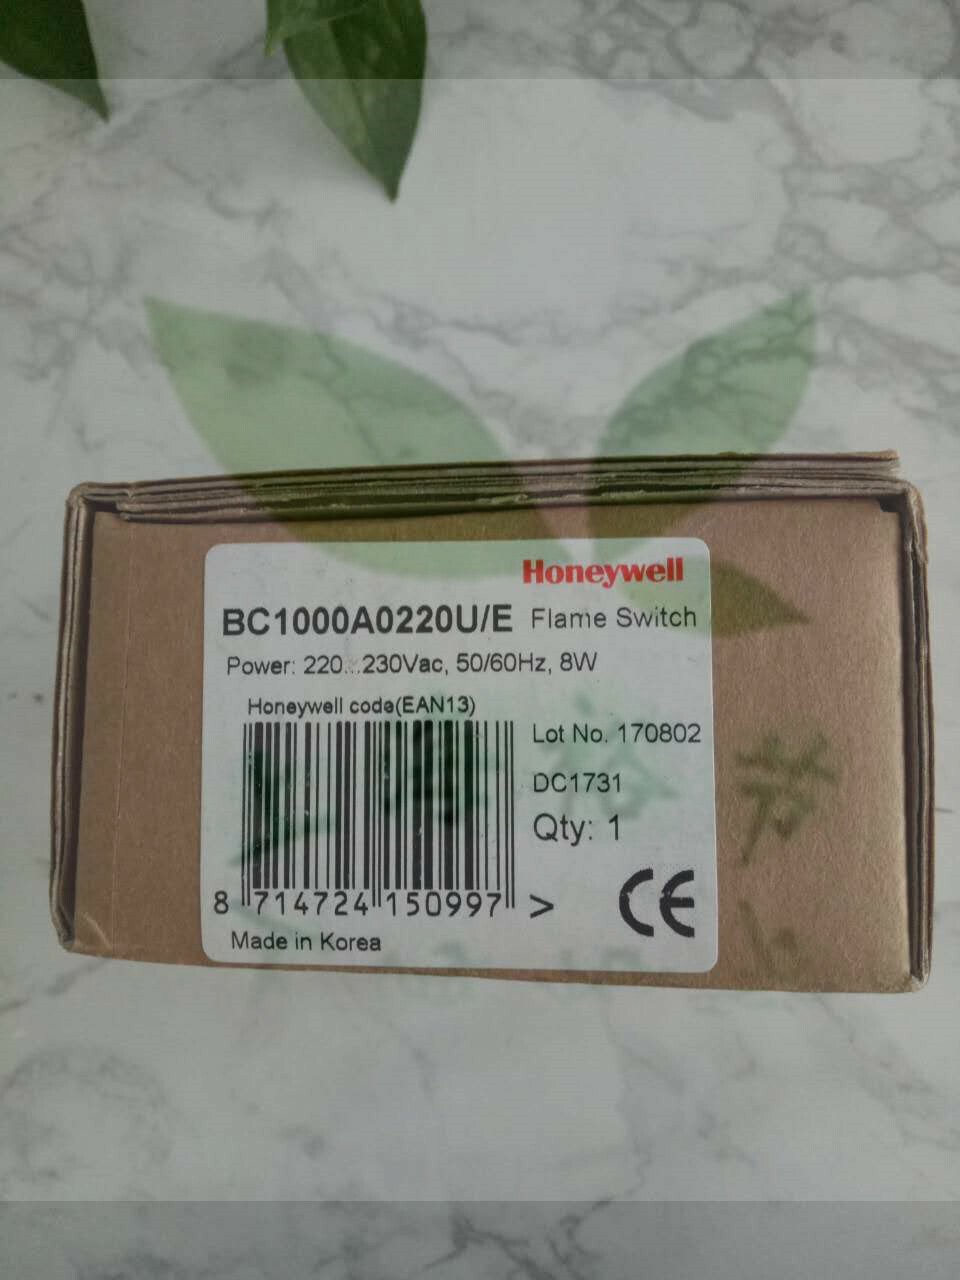 Honeywell
BC1000A0220U/E Flame Switch
Power: 220...230Vac, 50/60Hz, 8W
Honeywell code(EAN13)
Lot No. 170802
DC1731
Qty: 1
8 714724 150997 >
CE
Made in Korea